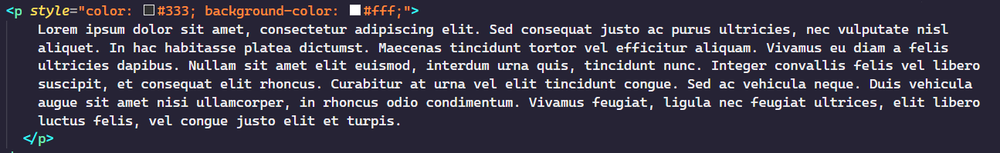 <p style="color: #333; background-color: #fff;">
Lorem ipsum dolor sit amet, consectetur adipiscing elit. Sed consequat justo ac purus ultricies, nec vulputate nisl
aliquet. In hac habitasse platea dictumst. Maecenas tincidunt tortor vel efficitur aliquam. Vivamus eu diam a felis
ultricies dapibus. Nullam sit amet elit euismod, interdum urna quis, tincidunt nunc. Integer convallis felis vel libero
suscipit, et consequat elit rhoncus. Curabitur at urna vel elit tincidunt congue. Sed ac vehicula neque. Duis vehicula
augue sit amet nisi ullamcorper, in rhoncus odio condimentum. Vivamus feugiat, ligula nec feugiat ultrices, elit libero
luctus felis, vel congue justo elit et turpis.
</p>